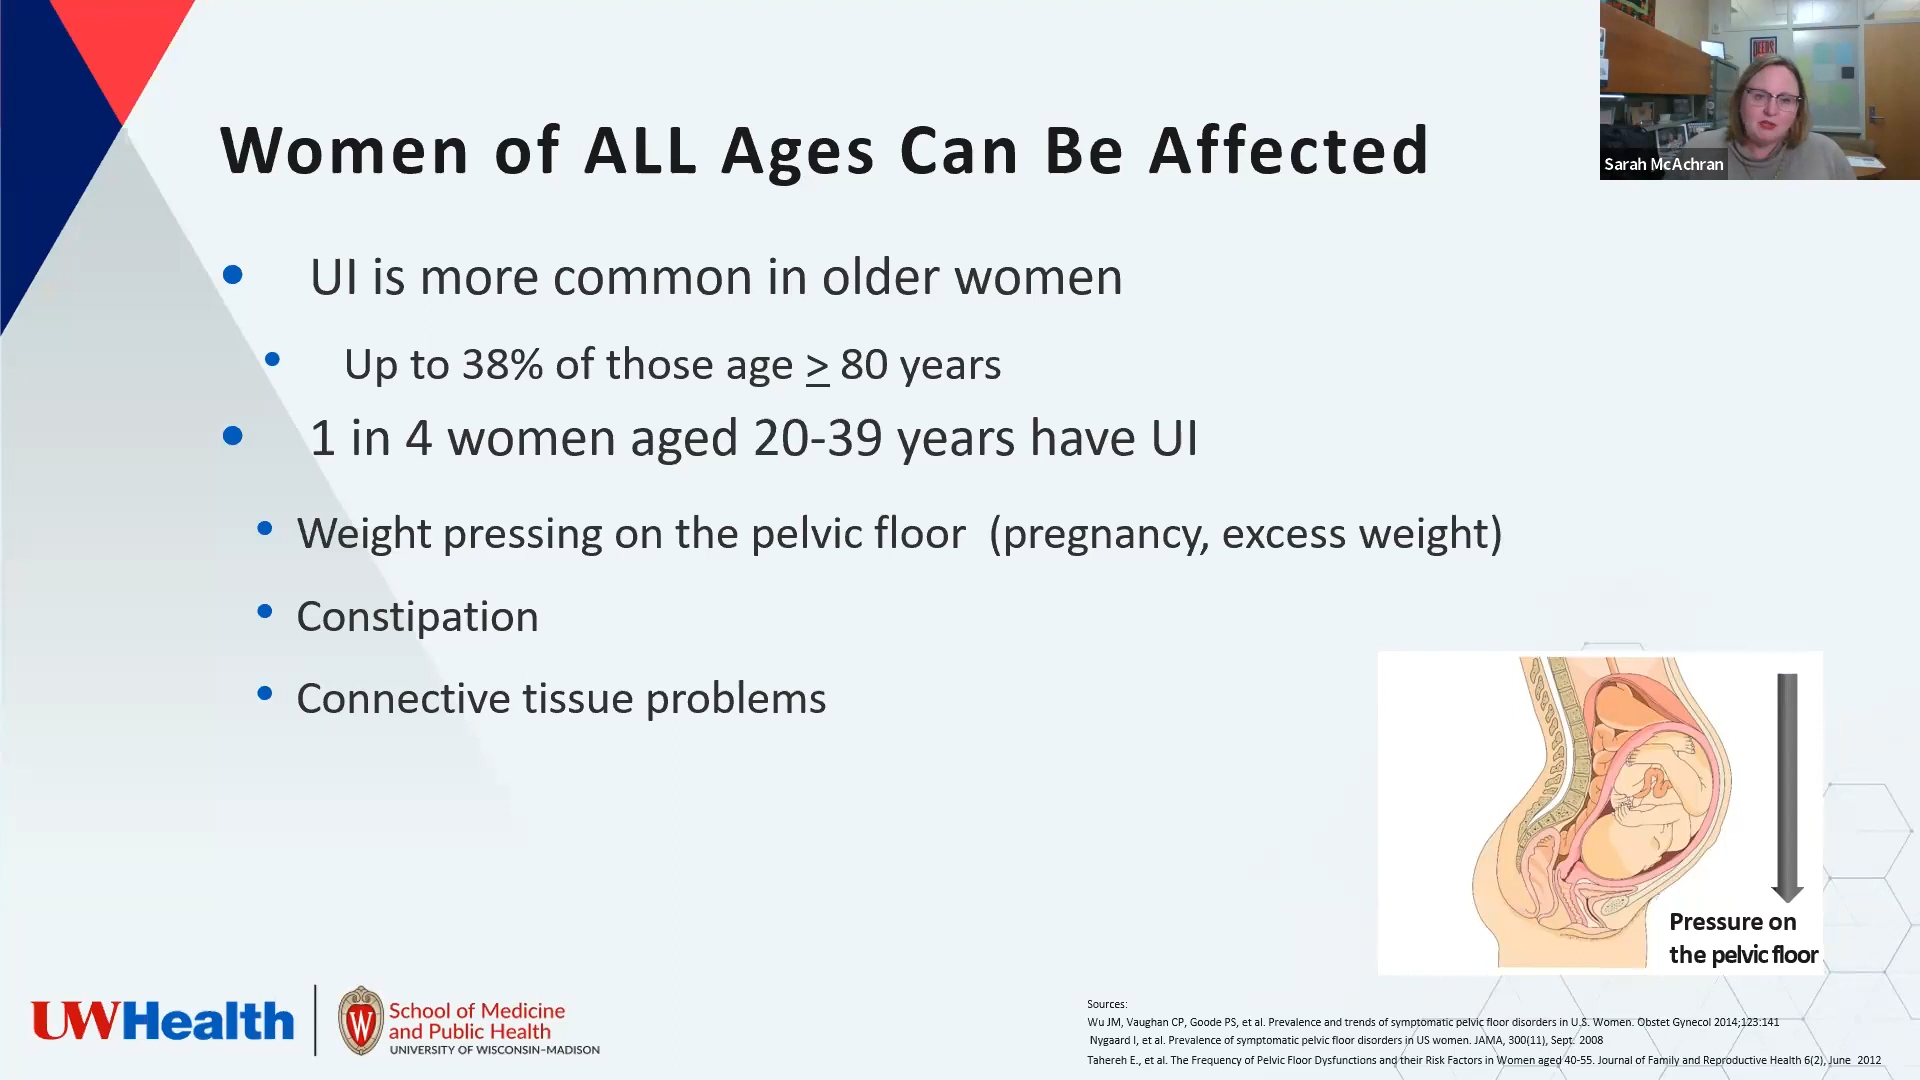 Women of ALL Ages Can Be Affected
Sarah McAchran
• UI is more common in older women
• Up to 38% of those age ≥ 80 years
• 1 in 4 women aged 20-39 years have UI
• Weight pressing on the pelvic floor (pregnancy, excess weight)
• Constipation
• Connective tissue problems
Pressure on
the pelvic floor
UWHealth
W
School of Medicine
and Public Health
UNIVERSITY OF WISCONSIN–MADISON
Sources:
Wu JM, Vaughan CP, Goode PS, et al. Prevalence and trends of symptomatic pelvic floor disorders in U.S. Women. Obstet Gynecol 2014;123:141
Nygaard I, et al. Prevalence of symptomatic pelvic floor disorders in US women. JAMA, 300(11), Sept. 2008
Tahereh E., et al. The Frequency of Pelvic Floor Dysfunctions and their Risk Factors in Women aged 40-55. Journal of Family and Reproductive Health 6(2), June 2012